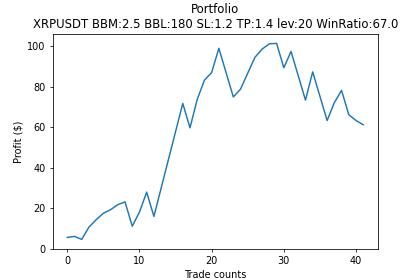 Portfolio
XRPUSDT BBM:2.5 BBL:180 SL:1.2 TP:1.4 lev:20 WinRatio:67.0
100
80
60
40
20
0
Profit ($)
0 10 20 30 40
Trade counts